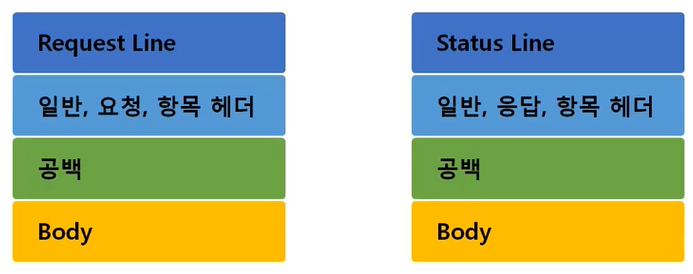 Request Line
일반, 요청, 항목 헤더
공백
Body
Status Line
일반, 응답, 항목 헤더
공백
Body